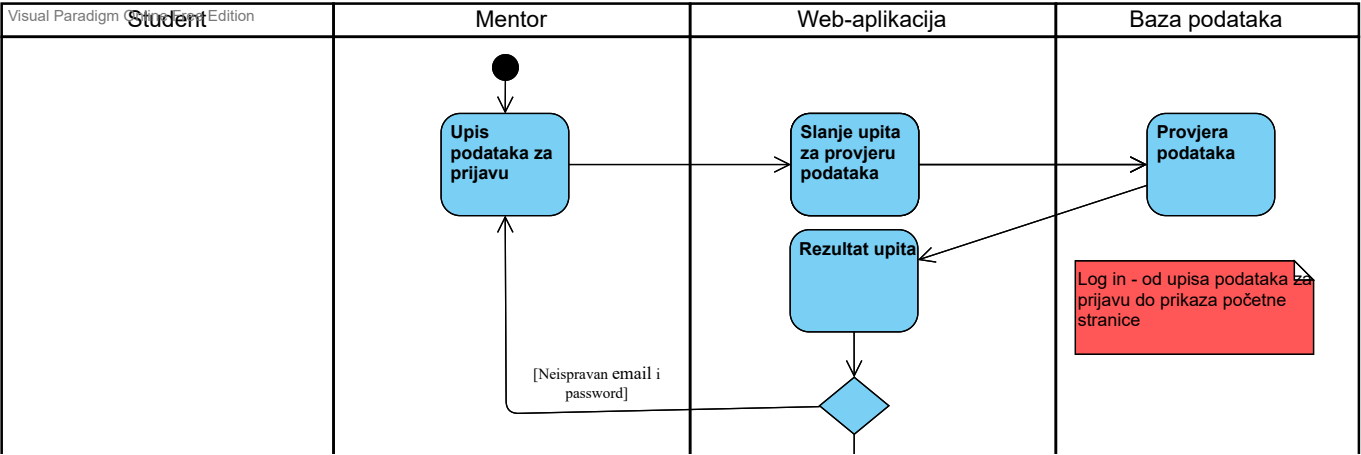 Visual Paradigm Online Free Edition
Student
Mentor
Web-aplikacija
Baza podataka
Upis
podataka za
prijavu
Slanje upita
za provjeru
podataka
Provjera
podataka
Rezultat upita
Log in - od upisa podataka za
prijavu do prikaza početne
stranice
[Neispravan email i
password]